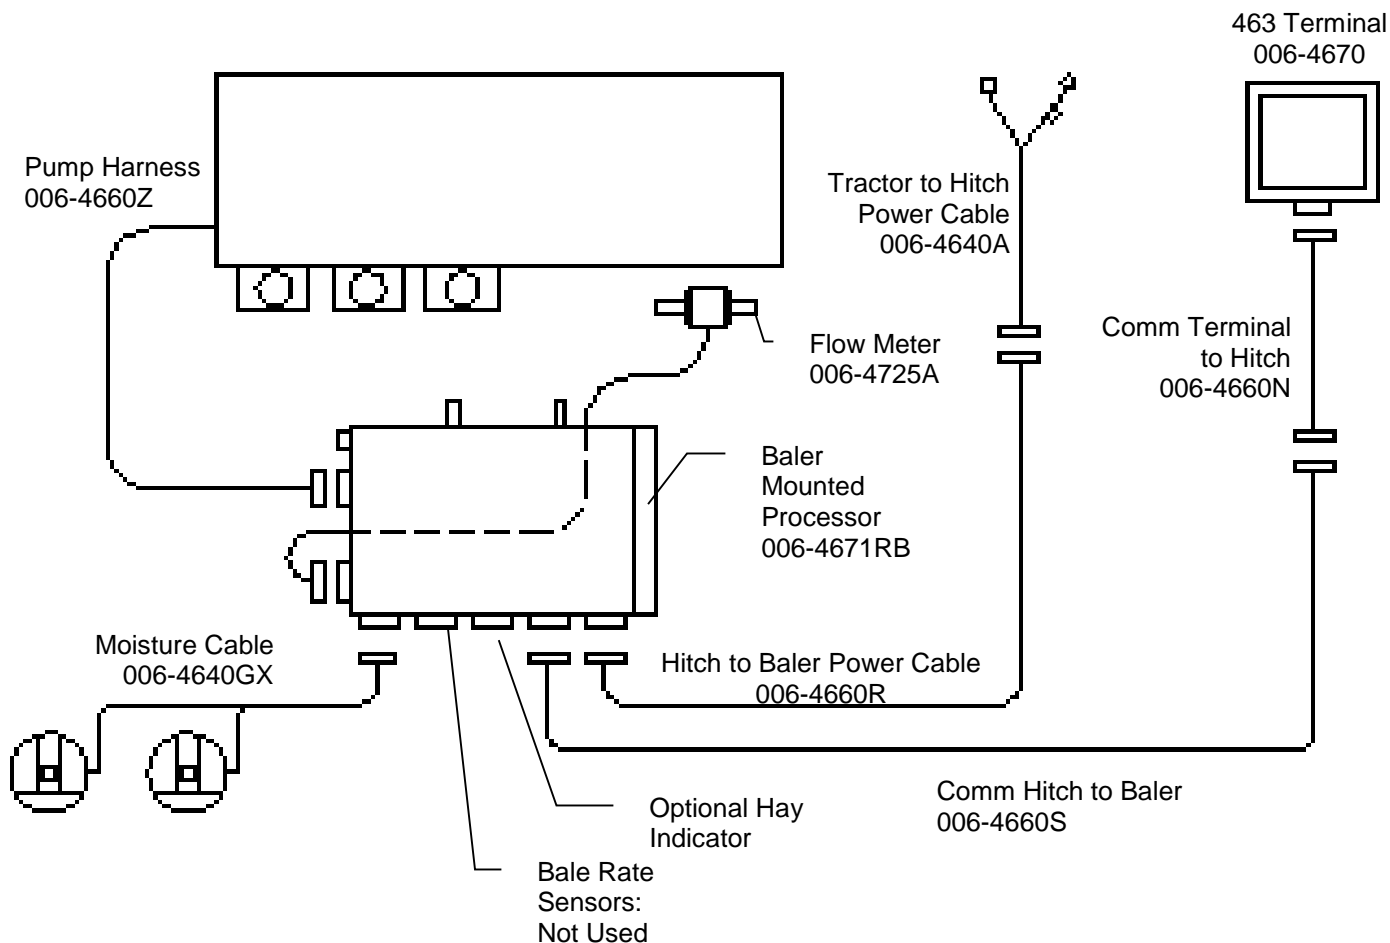 463 Terminal
006-4670
Pump Harness
006-4660Z
Tractor to Hitch
Power Cable
006-4640A
Flow Meter
006-4725A
Comm Terminal
to Hitch
006-4660N
Baler
Mounted
Processor
006-4671RB
Moisture Cable
006-4640GX
Hitch to Baler Power Cable
006-4660R
Comm Hitch to Baler
006-4660S
Optional Hay
Indicator
Bale Rate
Sensors:
Not Used